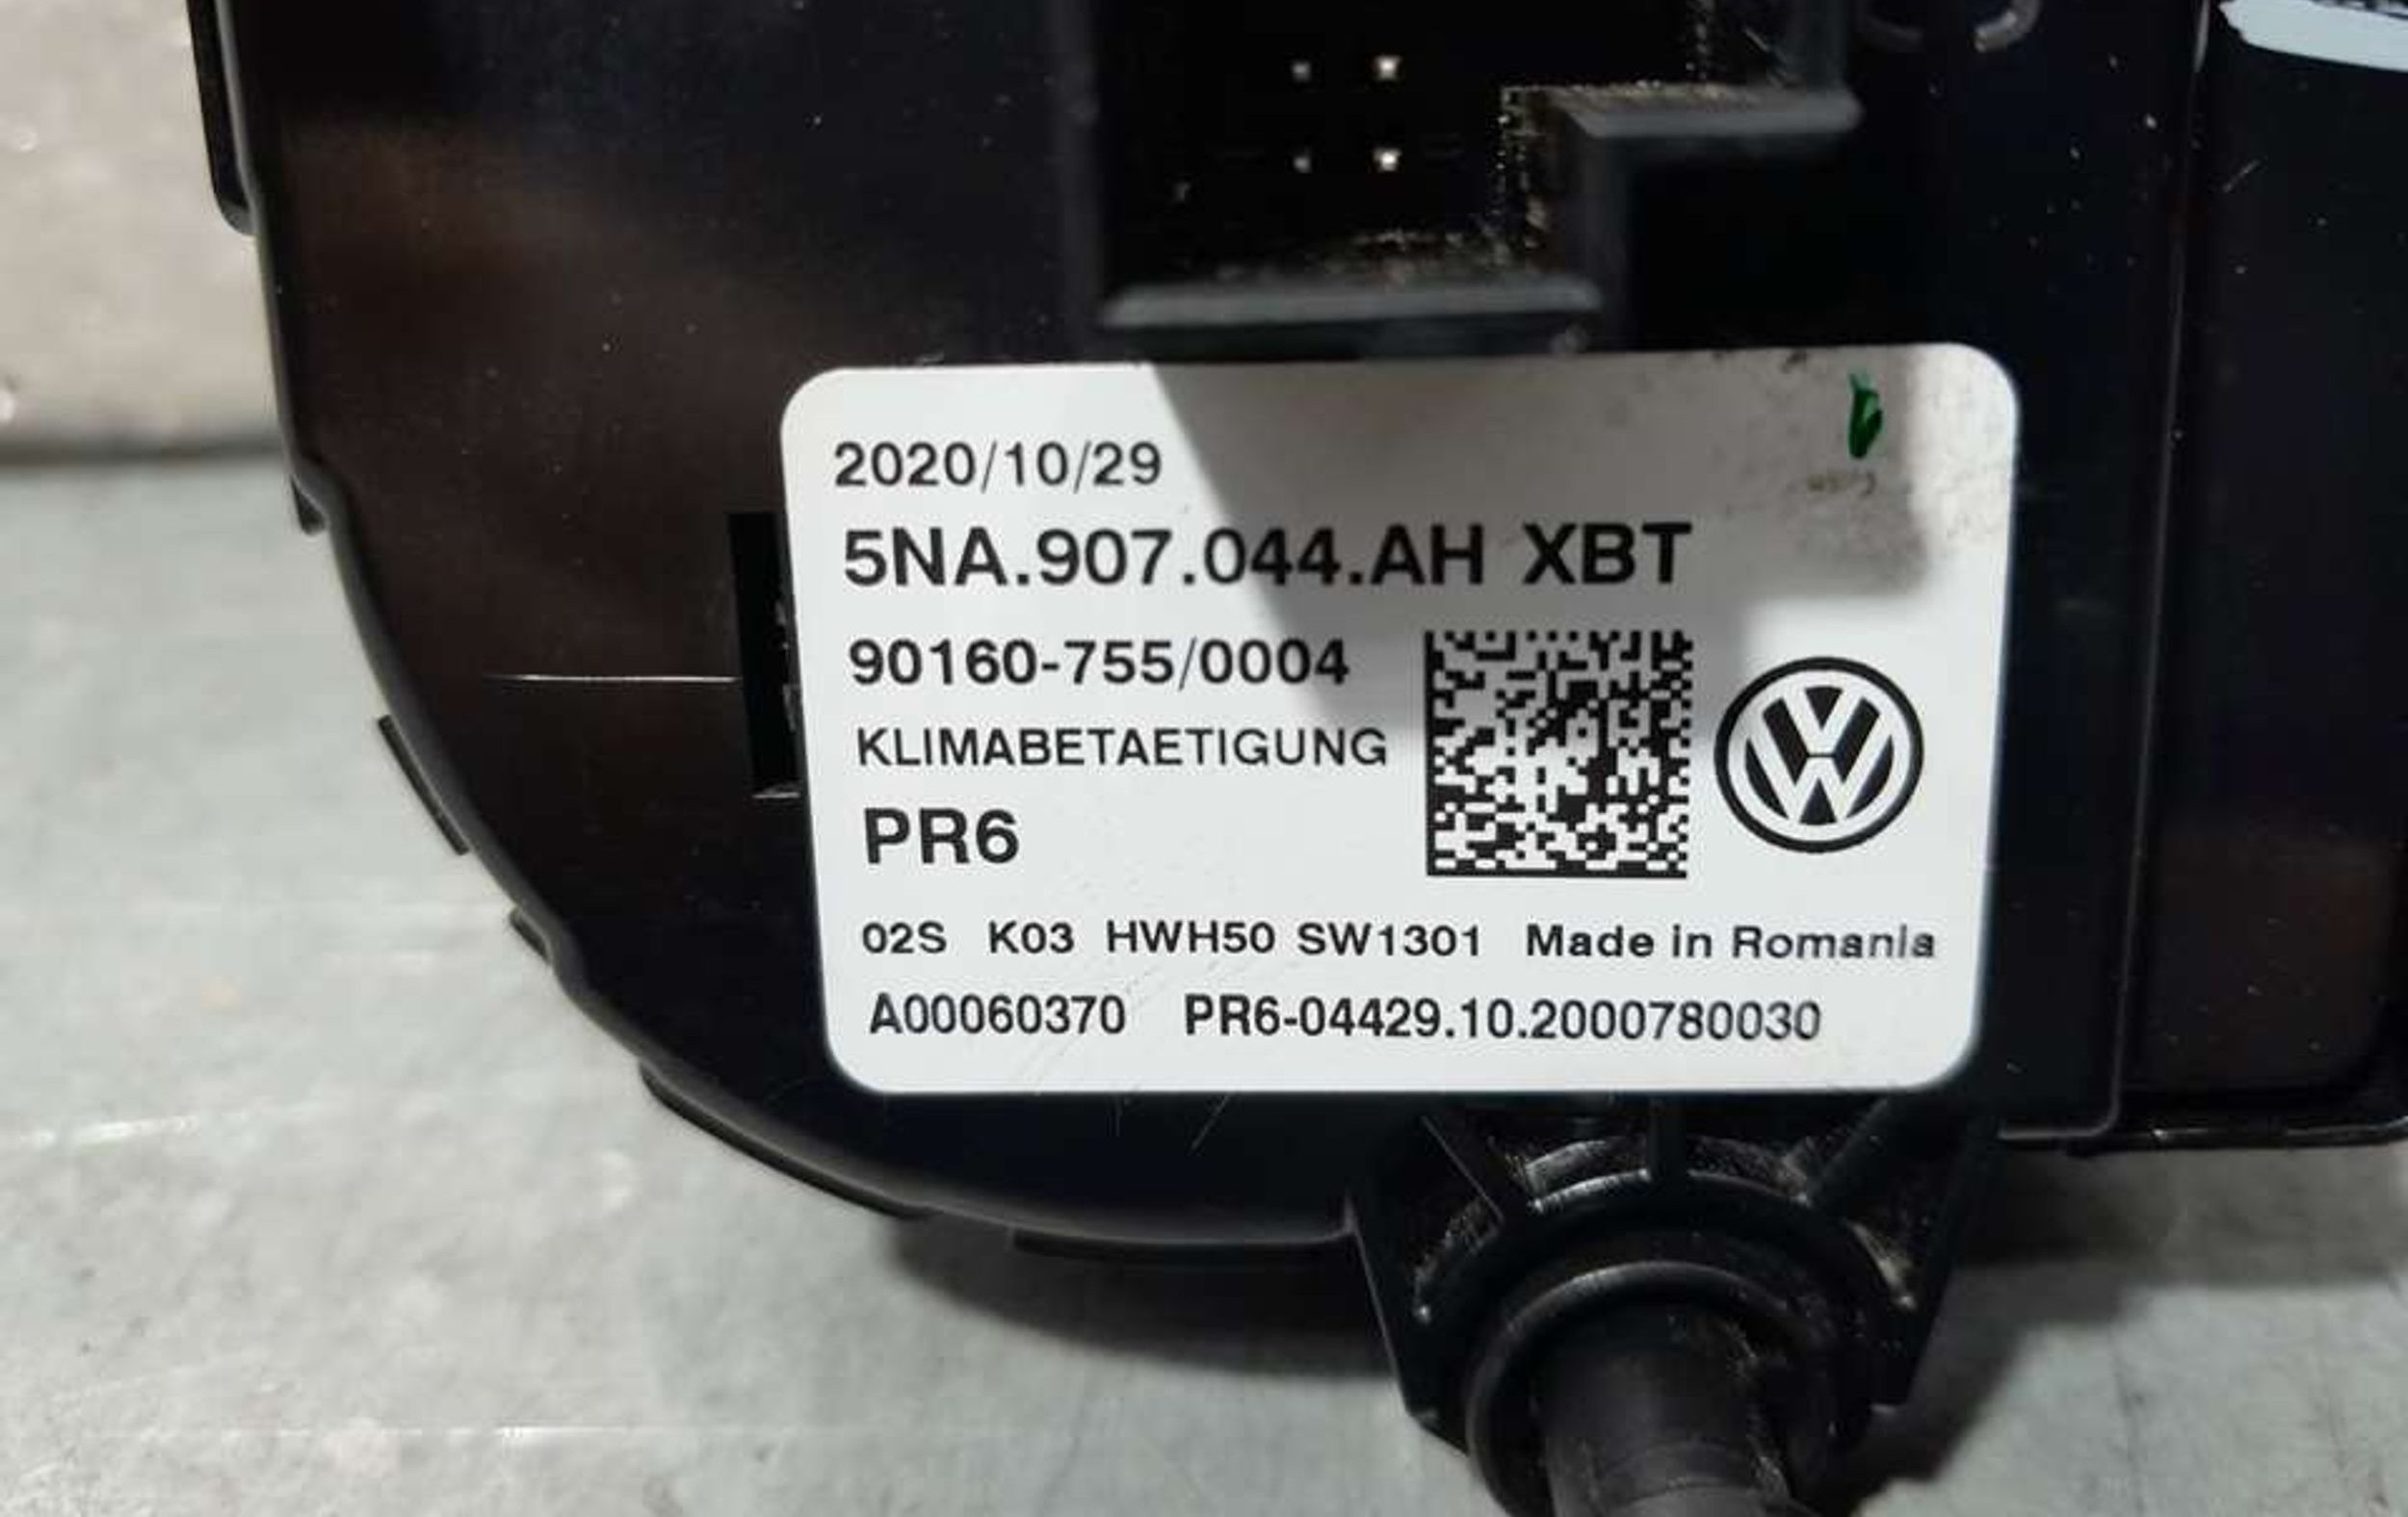 2020/10/29
5NA.907.044.AH XBT
90160-755/0004
KLIMABETAETIGUNG
PR6
02S K03 HWH50 SW1301 Made in Romania
A00060370 PR6-04429.10.2000780030